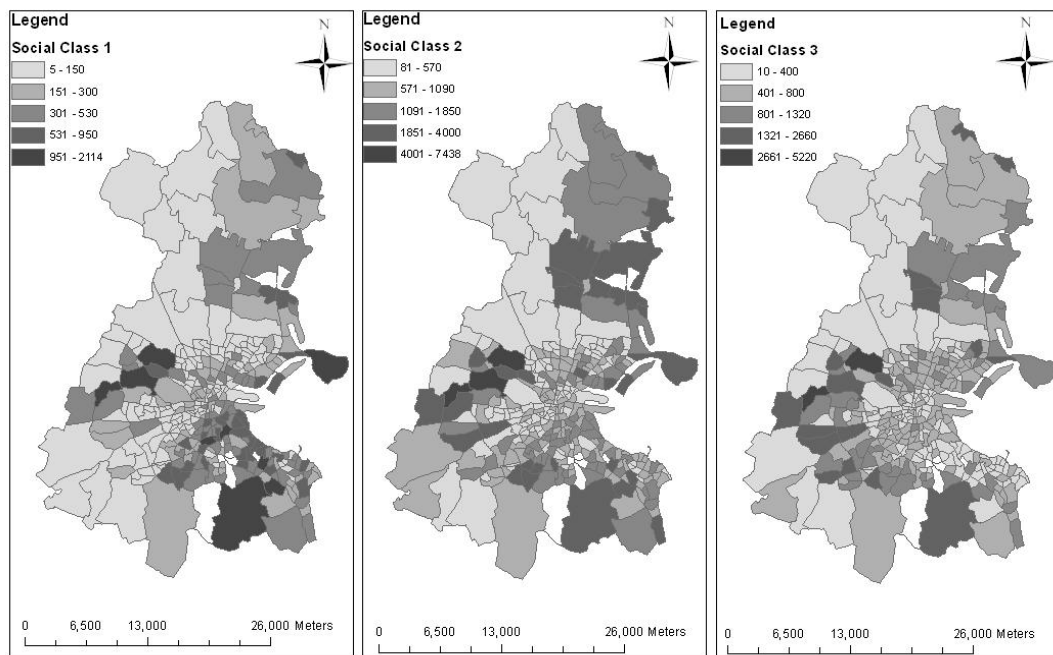 Legend
Social Class 1
5 - 150
151 - 300
301 - 530
531 - 950
951 - 2114
N
0 6,500 13,000 26,000 Meters
Legend
Social Class 2
81 - 570
571 - 1090
1091 - 1850
1851 - 4000
4001 - 7438
N
0 6,500 13,000 26,000 Meters
Legend
Social Class 3
10 - 400
401 - 800
801 - 1320
1321 - 2660
2661 - 5220
N
0 6,500 13,000 26,000 Meters